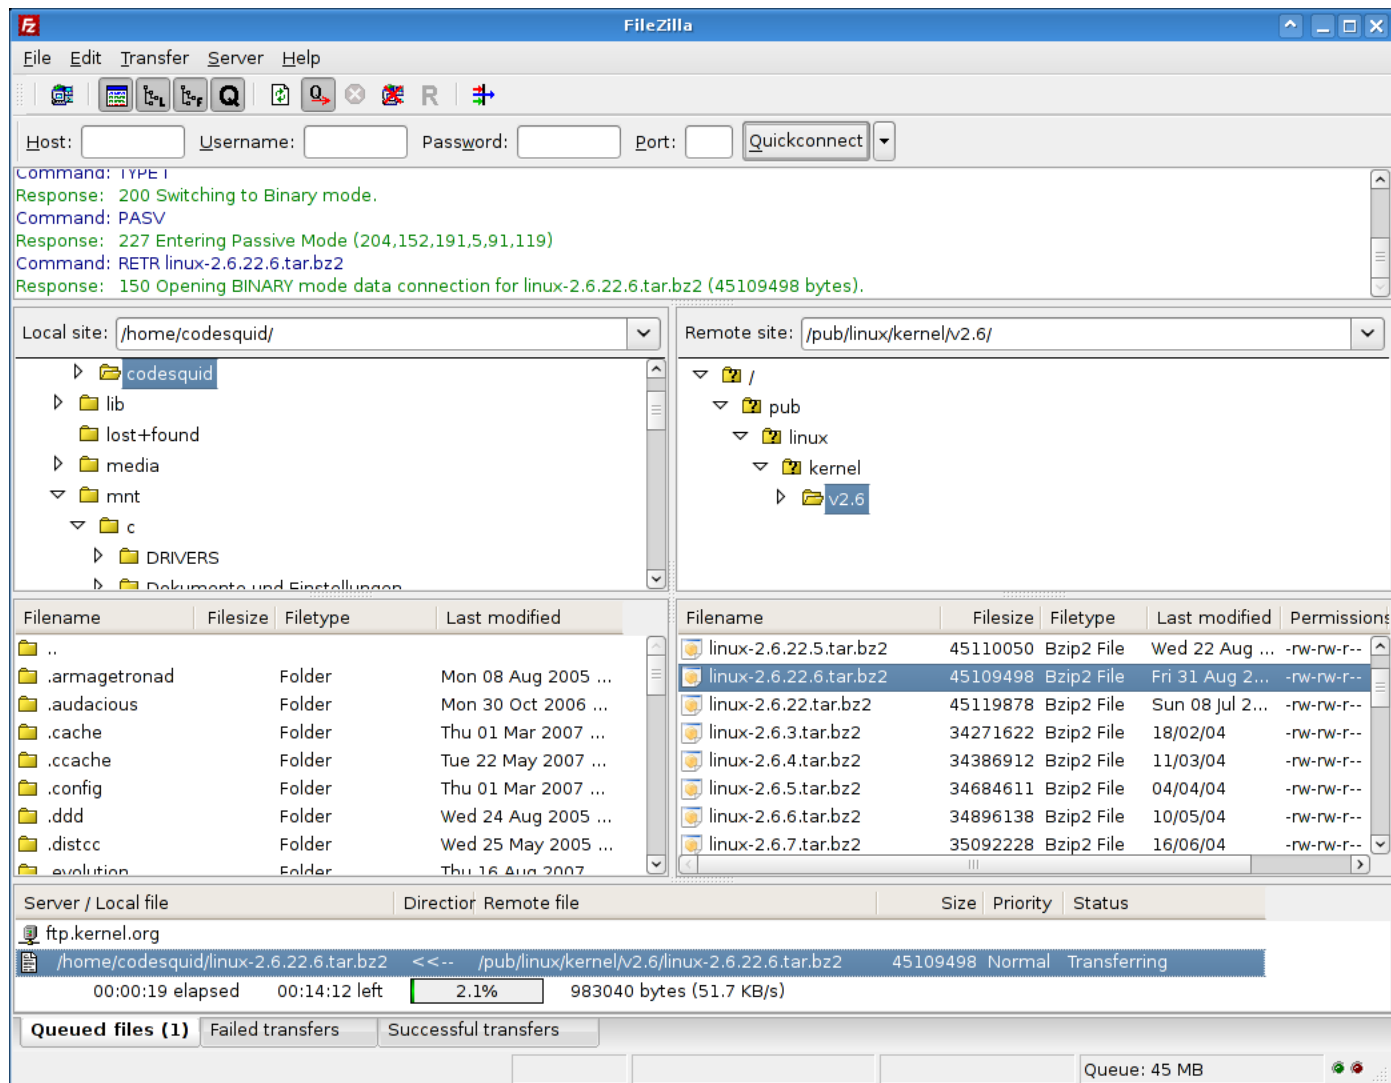 FileZilla
File Edit Transfer Server Help
Host: Username: Password: Port: Quickconnect
Command: TYPE I
Response: 200 Switching to Binary mode.
Command: PASV
Response: 227 Entering Passive Mode (204,152,191,5,91,119)
Command: RETR linux-2.6.22.6.tar.bz2
Response: 150 Opening BINARY mode data connection for linux-2.6.22.6.tar.bz2 (45109498 bytes).
Local site: /home/codesquid/
codesquid
lib
lost+found
media
mnt
c
DRIVERS
Dokumente und Einstellungen
Remote site: /pub/linux/kernel/v2.6/
/
pub
linux
kernel
v2.6
Filename Filesize Filetype Last modified
..
.armagetronad Folder Mon 08 Aug 2005 ...
.audacious Folder Mon 30 Oct 2006 ...
.cache Folder Thu 01 Mar 2007 ...
.ccache Folder Tue 22 May 2007 ...
.config Folder Thu 01 Mar 2007 ...
.ddd Folder Wed 24 Aug 2005 ...
.distcc Folder Wed 25 May 2005 ...
.evolution Folder Thu 16 Aug 2007
Filename Filesize Filetype Last modified Permissions
linux-2.6.22.5.tar.bz2 45110050 Bzip2 File Wed 22 Aug ... -rw-rw-r--
linux-2.6.22.6.tar.bz2 45109498 Bzip2 File Fri 31 Aug 2... -rw-rw-r--
linux-2.6.22.tar.bz2 45119878 Bzip2 File Sun 08 Jul 2... -rw-rw-r--
linux-2.6.3.tar.bz2 34271622 Bzip2 File 18/02/04 -rw-rw-r--
linux-2.6.4.tar.bz2 34386912 Bzip2 File 11/03/04 -rw-rw-r--
linux-2.6.5.tar.bz2 34684611 Bzip2 File 04/04/04 -rw-rw-r--
linux-2.6.6.tar.bz2 34896138 Bzip2 File 10/05/04 -rw-rw-r--
linux-2.6.7.tar.bz2 35092228 Bzip2 File 16/06/04 -rw-rw-r--
Server / Local file Direction Remote file Size Priority Status
ftp.kernel.org
/home/codesquid/linux-2.6.22.6.tar.bz2 <<-- /pub/linux/kernel/v2.6/linux-2.6.22.6.tar.bz2 45109498 Normal Transferring
00:00:19 elapsed 00:14:12 left 2.1% 983040 bytes (51.7 KB/s)
Queued files (1) Failed transfers Successful transfers
Queue: 45 MB